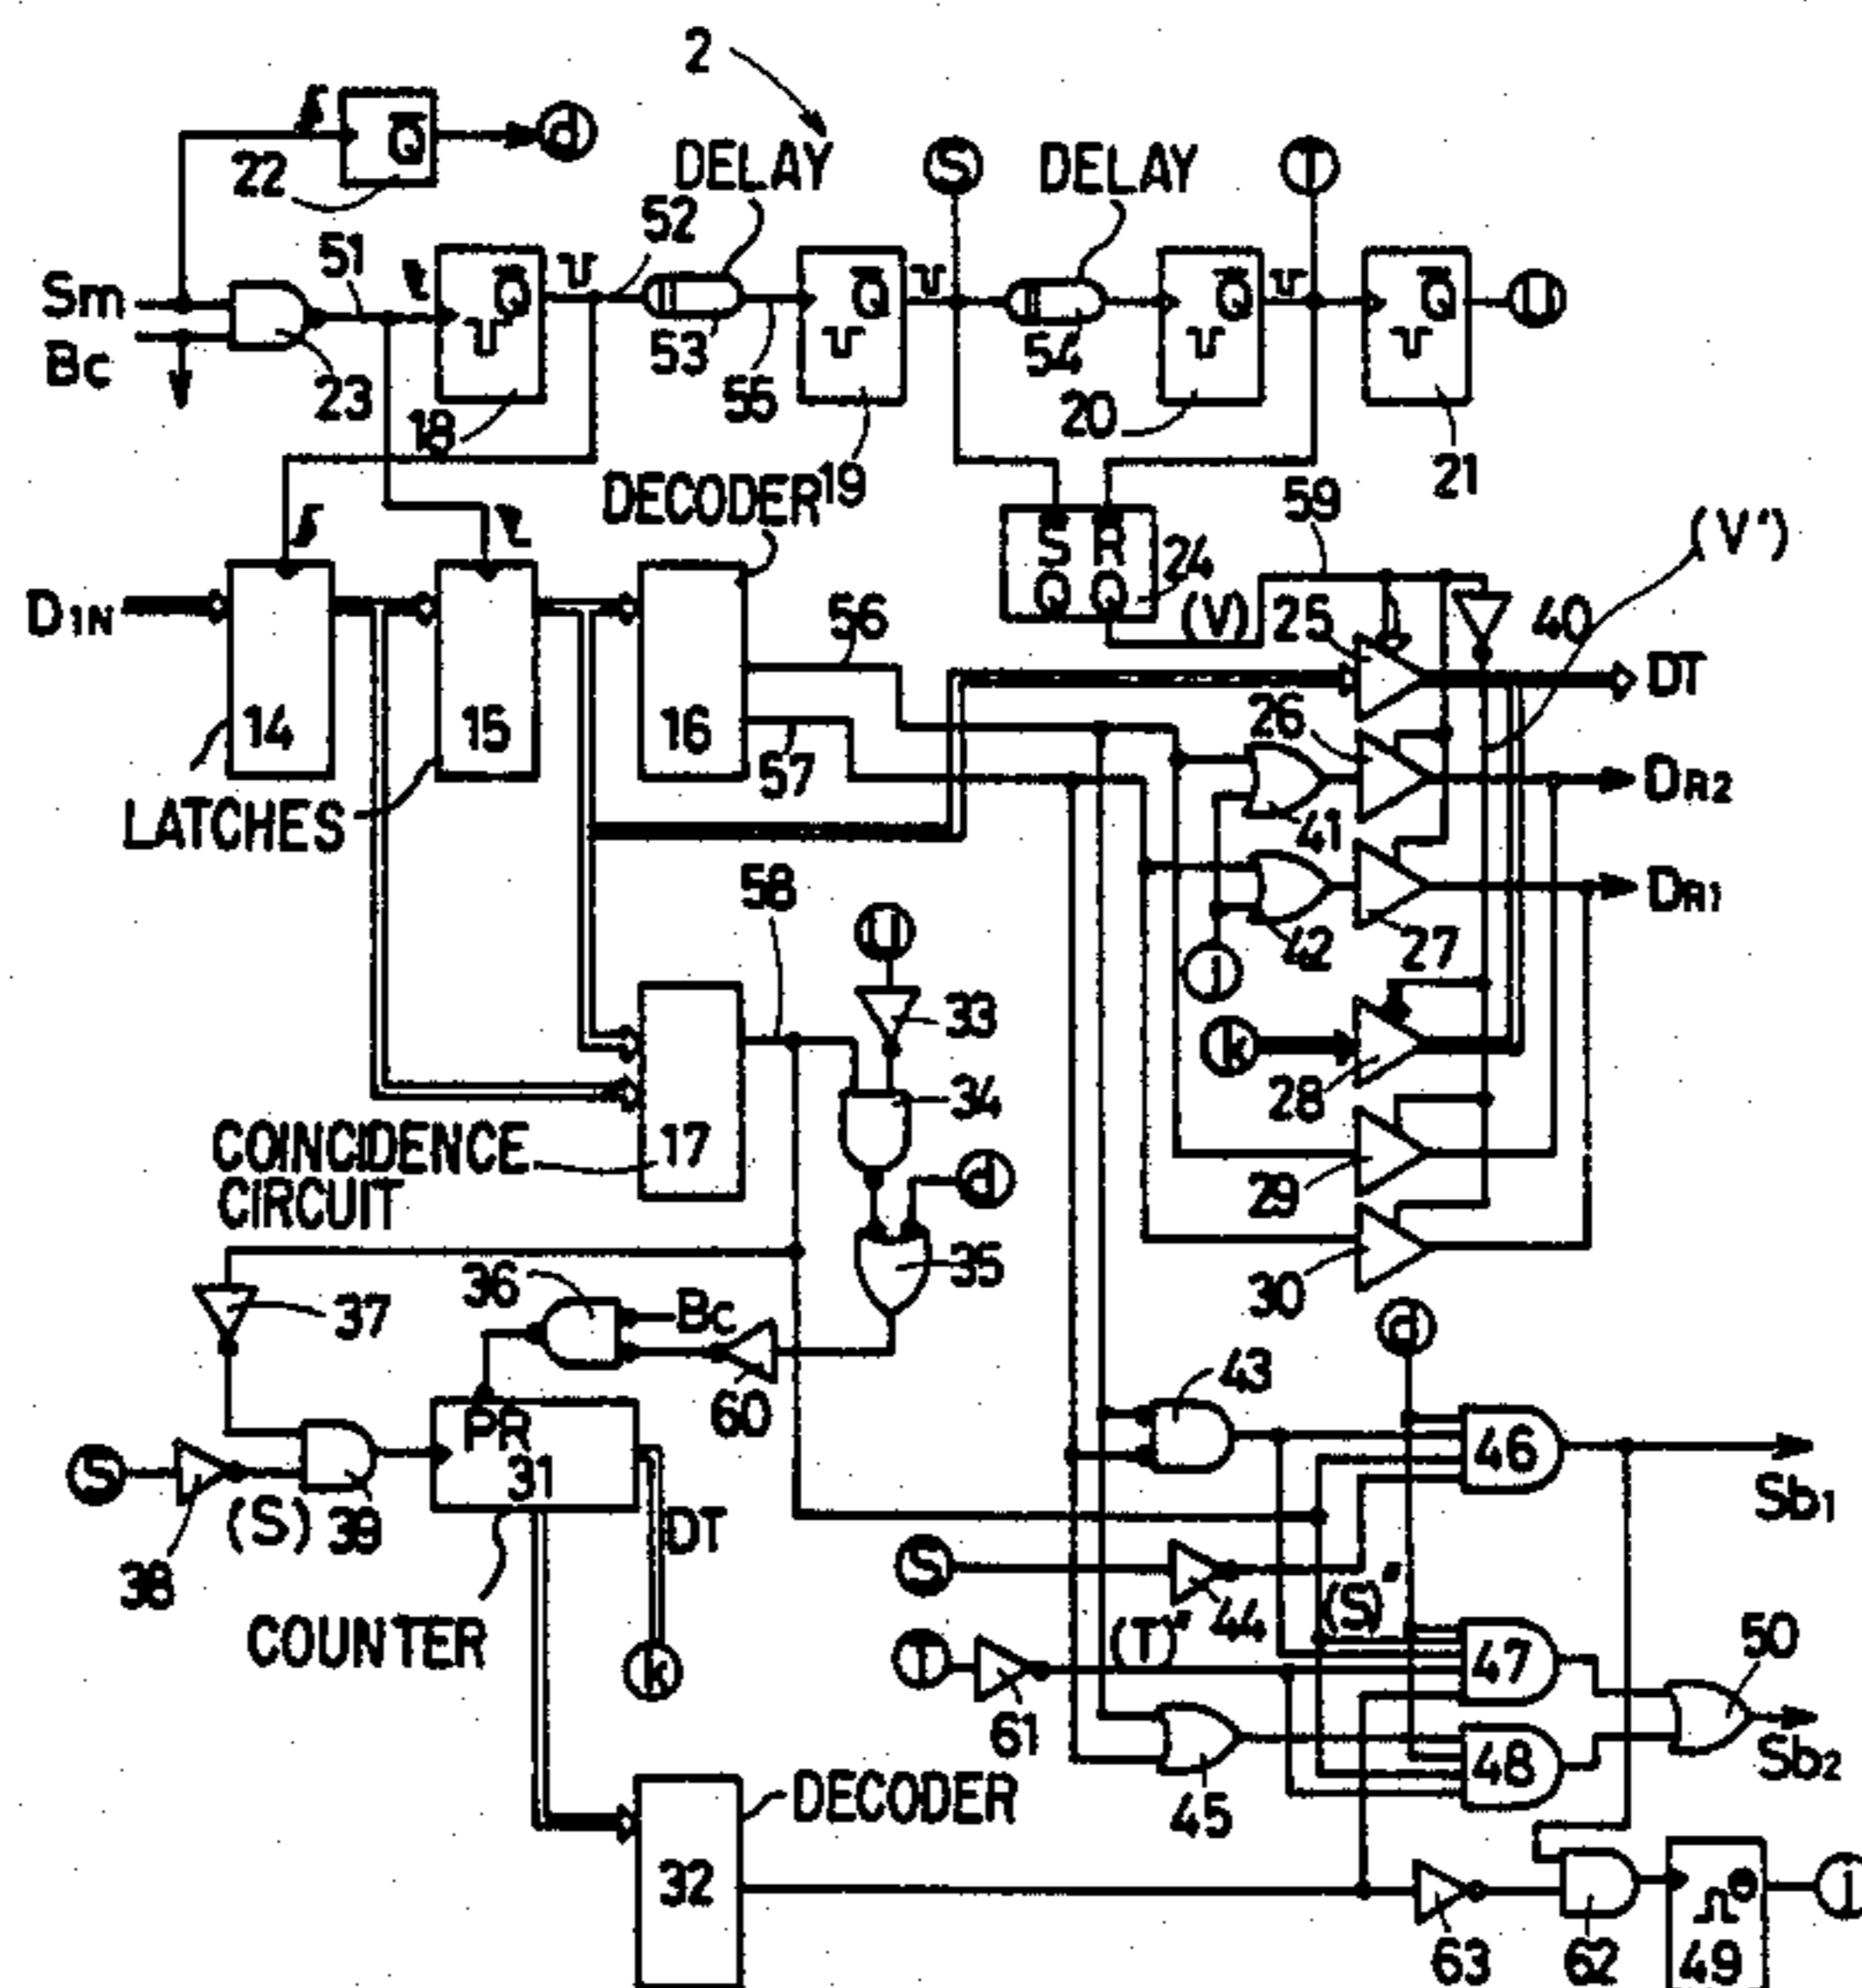 2
Q̅
d
22
DELAY
S
DELAY
T
52
51
Sm
Bc
23
Q̅
18
53
55
Q̅
19
54
Q̅
20
Q̅
21
U
DECODER
S R
Q Q
24
59
(V)
(V')
DIN
14
15
16
LATCHES
56
57
25
40
DT
26
41
DR2
42
27
DR1
j
k
28
29
30
58
U
33
34
17
COINCIDENCE
CIRCUIT
d
35
37
36
Bc
60
PR
31
S
38
(S)
39
DT
COUNTER
k
d
43
46
Sb1
S
44
(S)"
T
61
(T)"
47
50
45
48
Sb2
DECODER
32
63
62
49
j